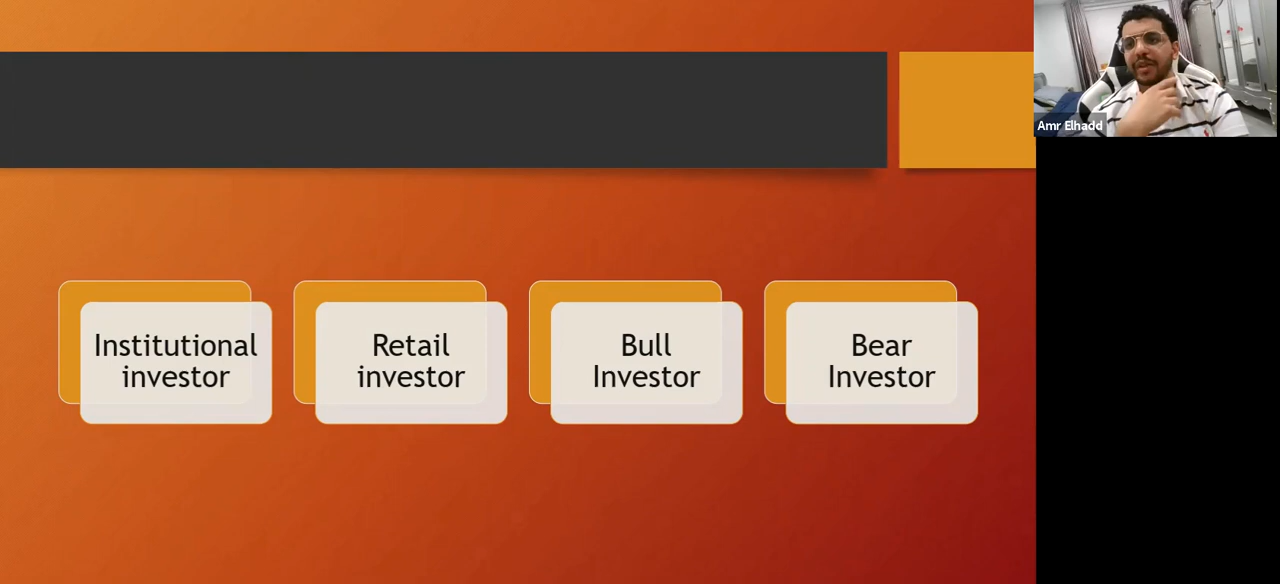 Amr Elhadd
Institutional
investor
Retail
investor
Bull
Investor
Bear
Investor